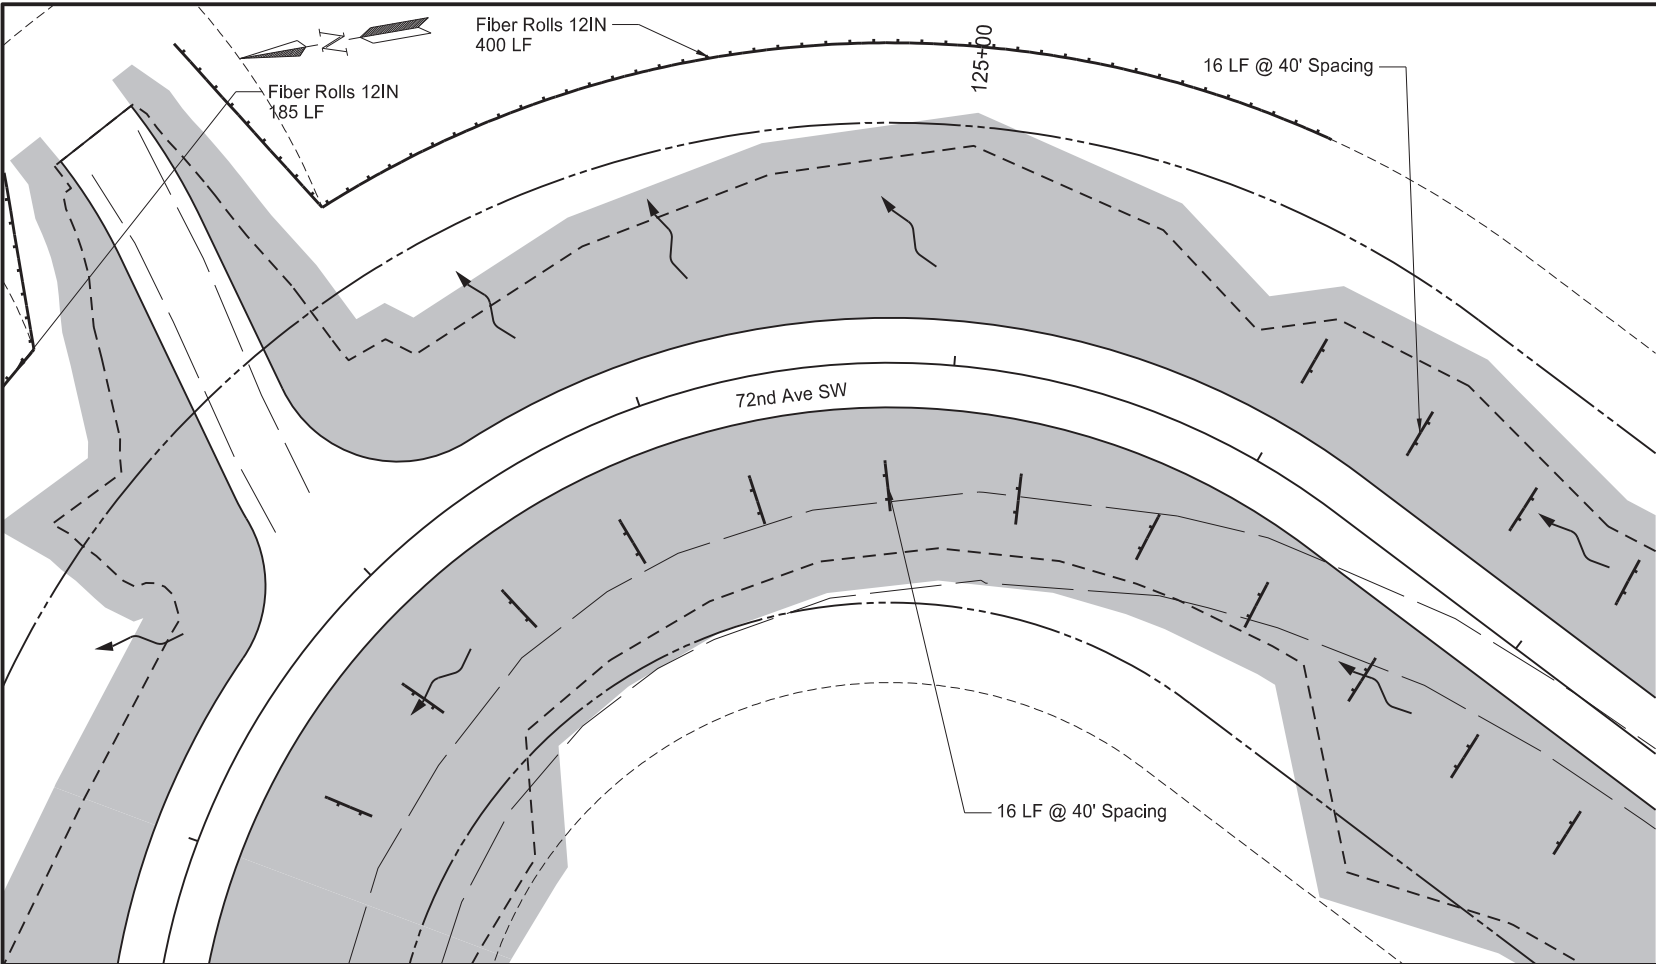 N
Fiber Rolls 12IN
400 LF
125+00
16 LF @ 40' Spacing
Fiber Rolls 12IN
185 LF
72nd Ave SW
16 LF @ 40' Spacing